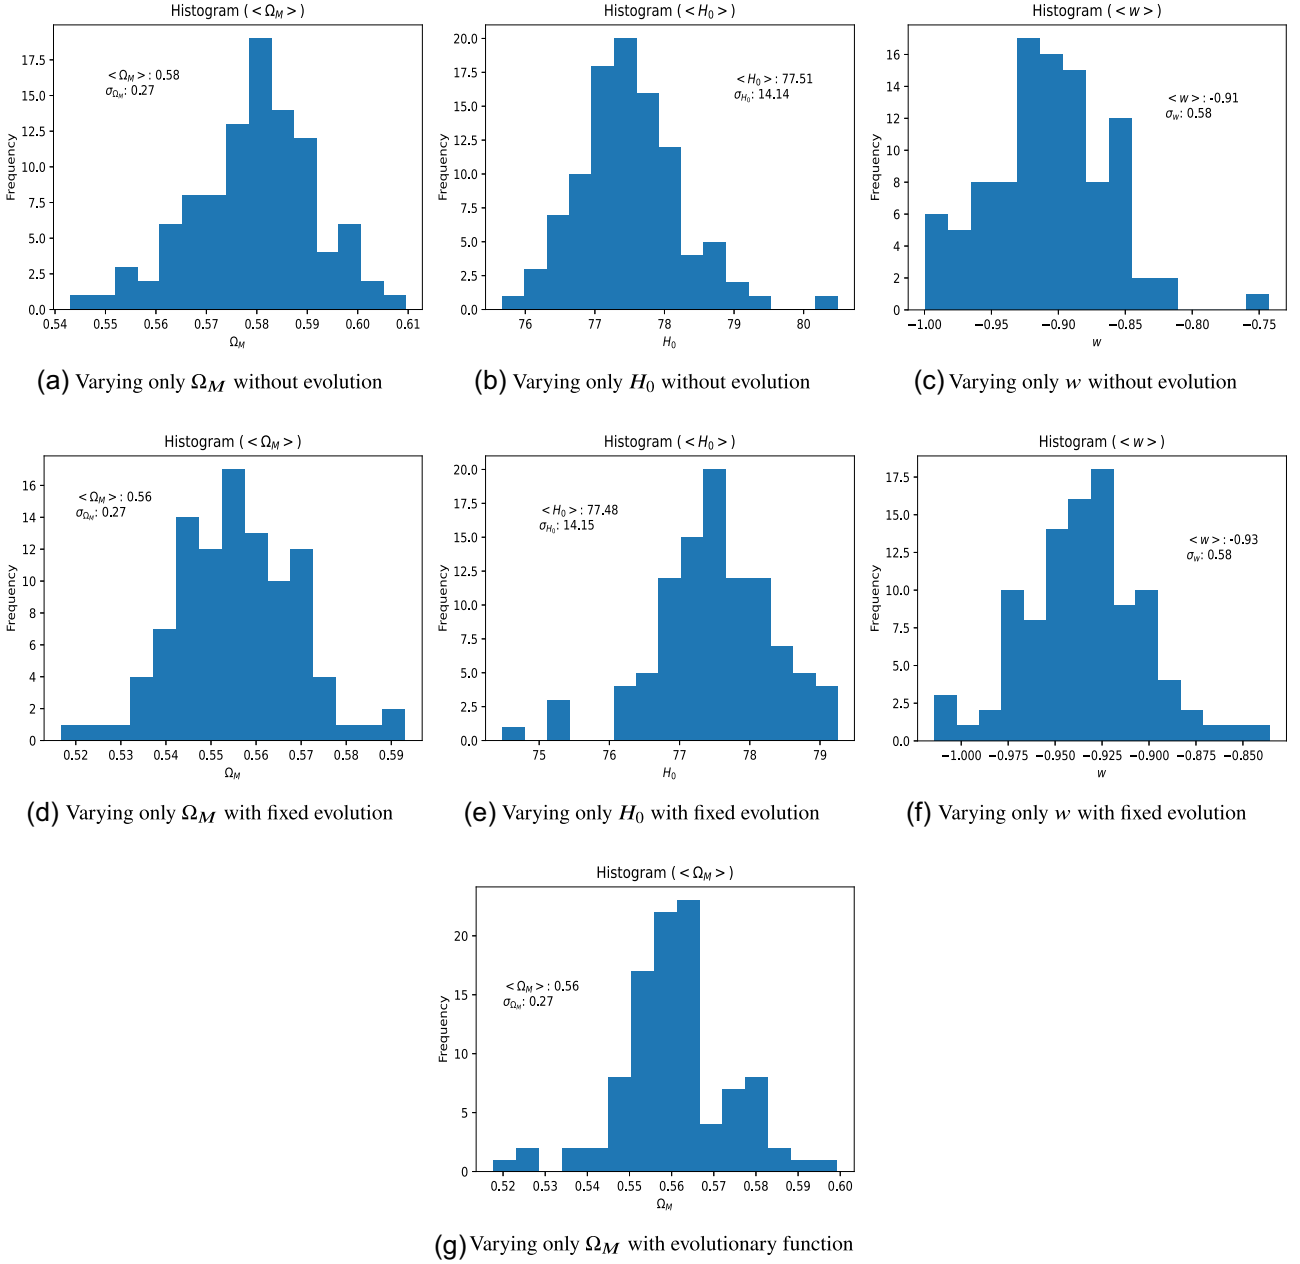 Histogram (< Ω_M >)
17.5
15.0
12.5
10.0
7.5
5.0
2.5
0.0
Frequency
< Ω_M >: 0.58
σ_Ω_M: 0.27
0.54 0.55 0.56 0.57 0.58 0.59 0.60 0.61
Ω_M
(a) Varying only Ω_M without evolution
Histogram (< H_0 >)
20.0
17.5
15.0
12.5
10.0
7.5
5.0
2.5
0.0
Frequency
< H_0 >: 77.51
σ_H_0: 14.14
76 77 78 79 80
H_0
(b) Varying only H_0 without evolution
Histogram (< w >)
16
14
12
10
8
6
4
2
0
Frequency
< w >: -0.91
σ_w: 0.58
−1.00 −0.95 −0.90 −0.85 −0.80 −0.75
w
(c) Varying only w without evolution
Histogram (< Ω_M >)
16
14
12
10
8
6
4
2
0
Frequency
< Ω_M >: 0.56
σ_Ω_M: 0.27
0.52 0.53 0.54 0.55 0.56 0.57 0.58 0.59
Ω_M
(d) Varying only Ω_M with fixed evolution
Histogram (< H_0 >)
20.0
17.5
15.0
12.5
10.0
7.5
5.0
2.5
0.0
Frequency
< H_0 >: 77.48
σ_H_0: 14.15
75 76 77 78 79
H_0
(e) Varying only H_0 with fixed evolution
Histogram (< w >)
17.5
15.0
12.5
10.0
7.5
5.0
2.5
0.0
Frequency
< w >: -0.93
σ_w: 0.58
−1.000 −0.975 −0.950 −0.925 −0.900 −0.875 −0.850
w
(f) Varying only w with fixed evolution
Histogram (< Ω_M >)
20
15
10
5
0
Frequency
< Ω_M >: 0.56
σ_Ω_M: 0.27
0.52 0.53 0.54 0.55 0.56 0.57 0.58 0.59 0.60
Ω_M
(g) Varying only Ω_M with evolutionary function